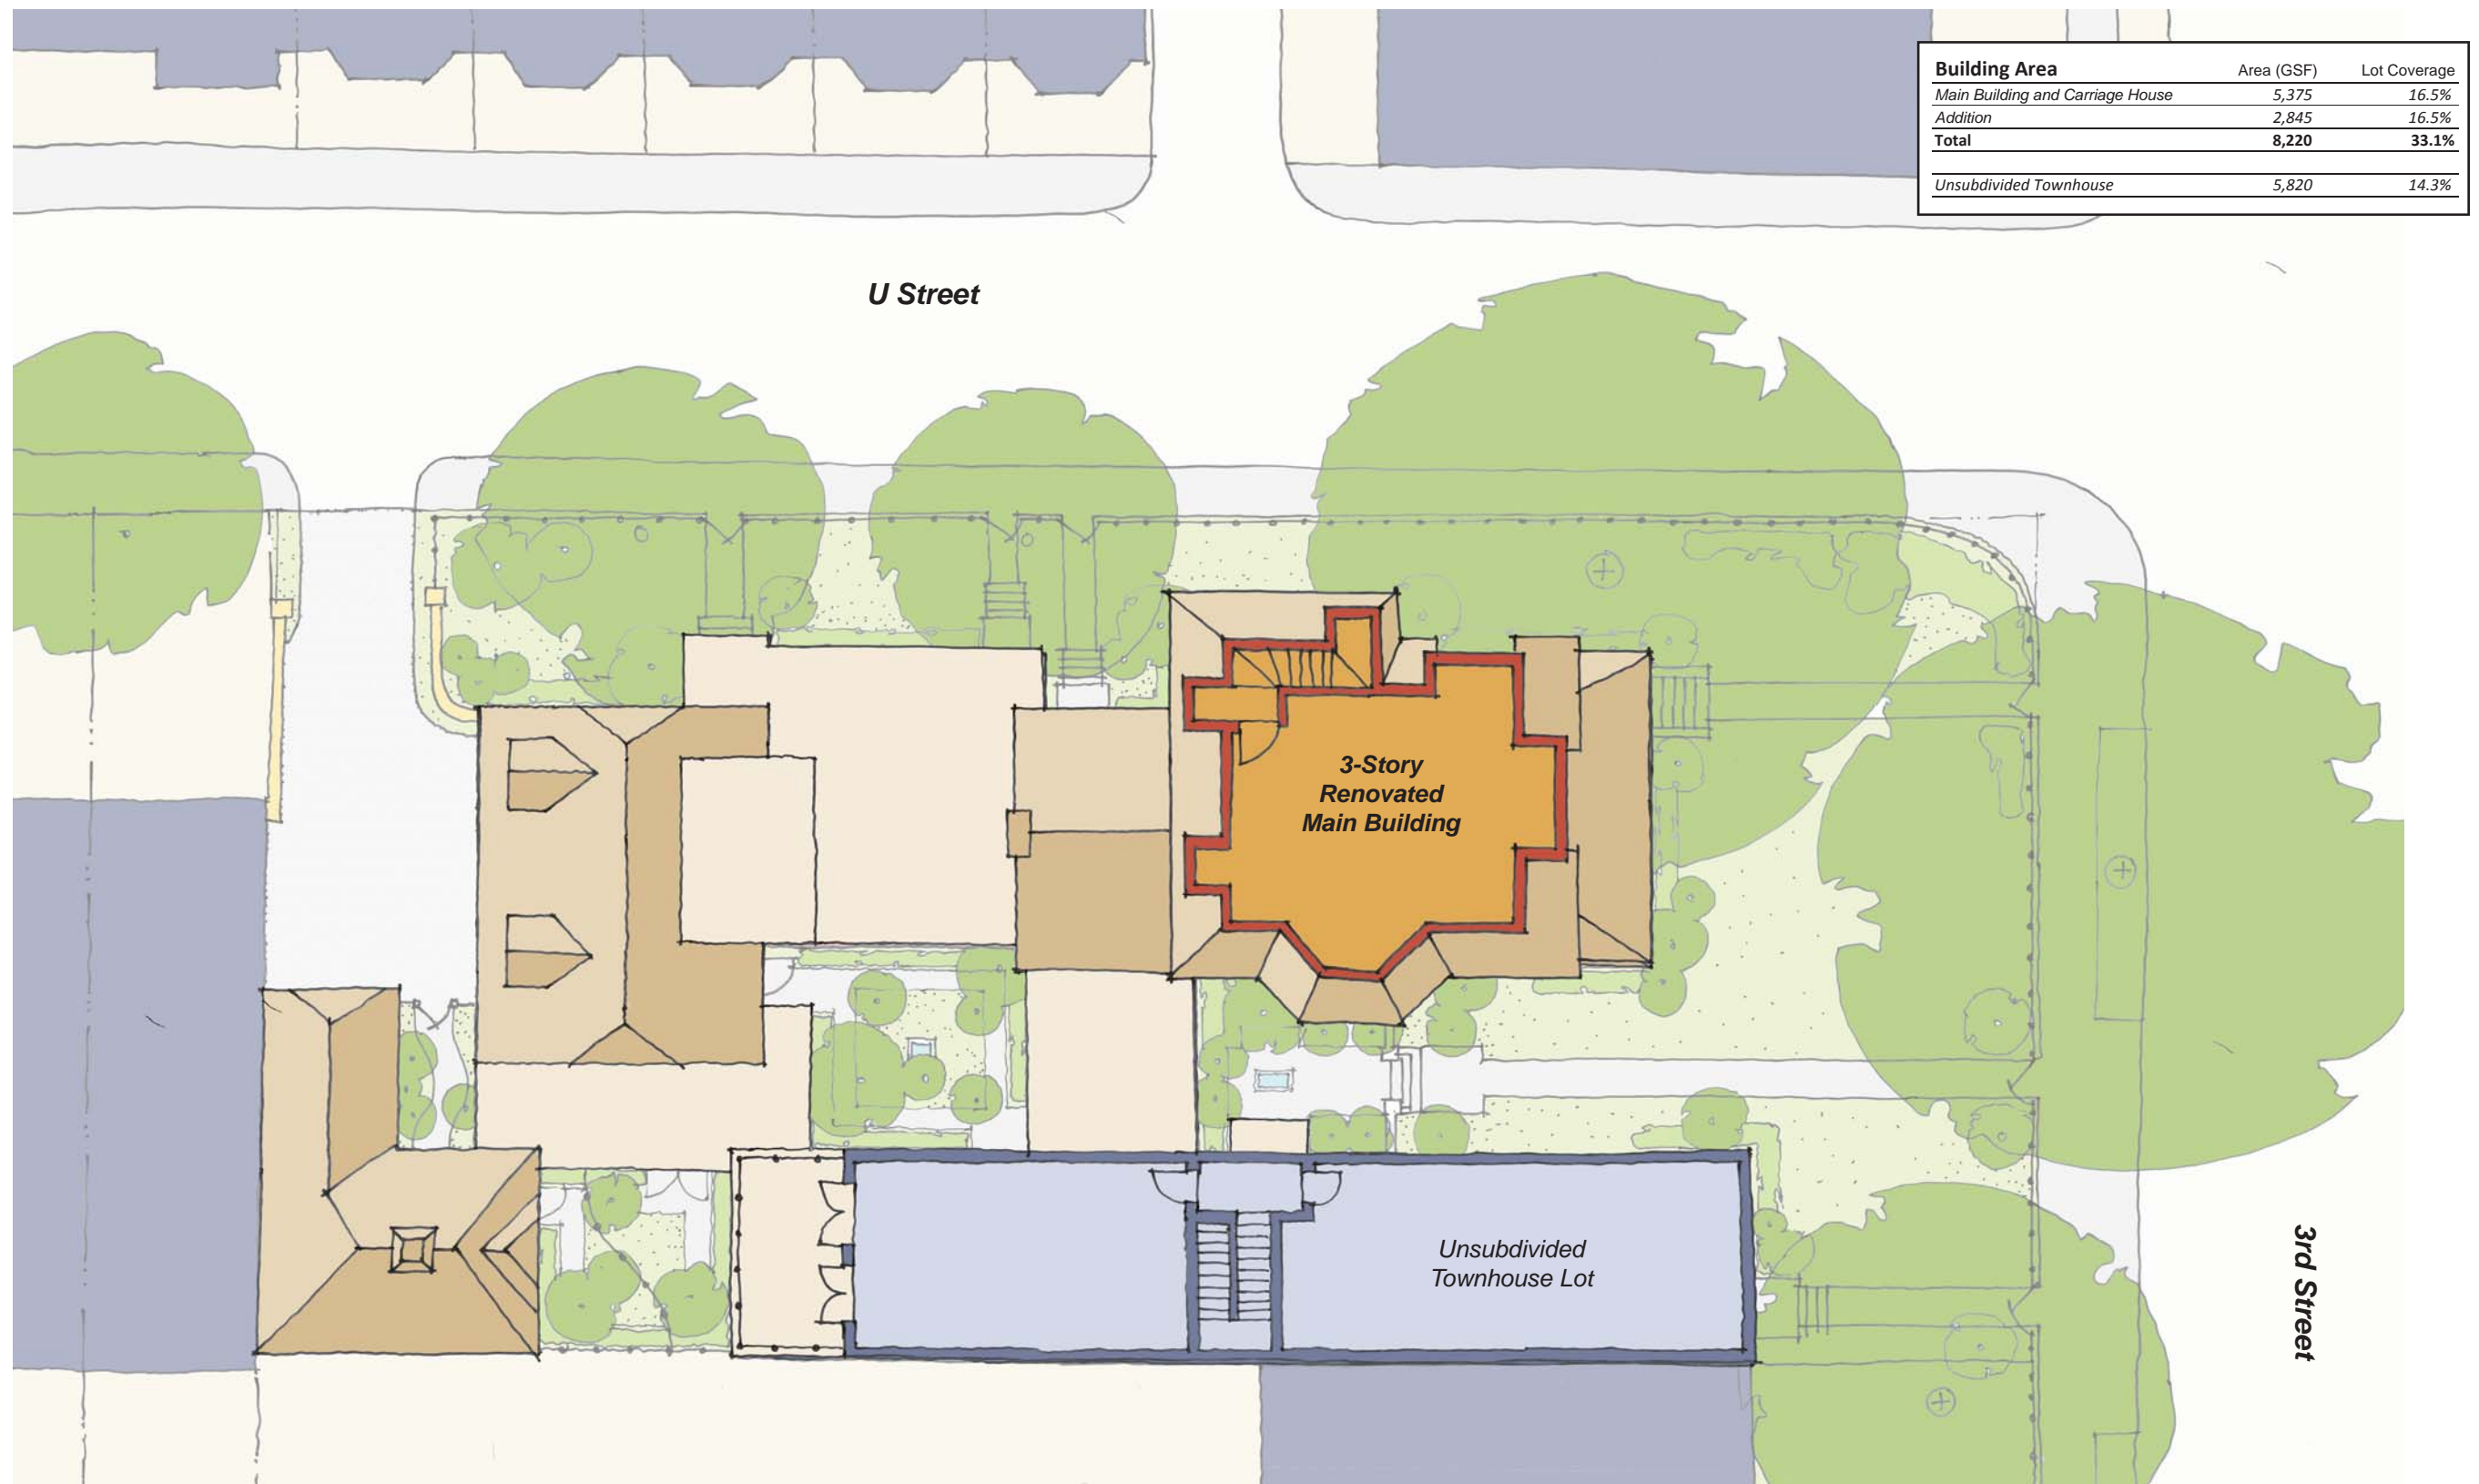 Building Area Area (GSF) Lot Coverage
Main Building and Carriage House 5,375 16.5%
Addition 2,845 16.5%
Total 8,220 33.1%
Unsubdivided Townhouse 5,820 14.3%
U Street
3-Story
Renovated
Main Building
Unsubdivided
Townhouse Lot
3rd Street